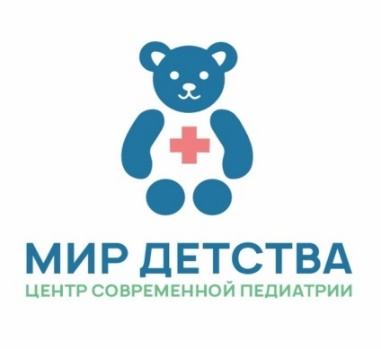 МИР ДЕТСТВА
ЦЕНТР СОВРЕМЕННОЙ ПЕДИАТРИИ